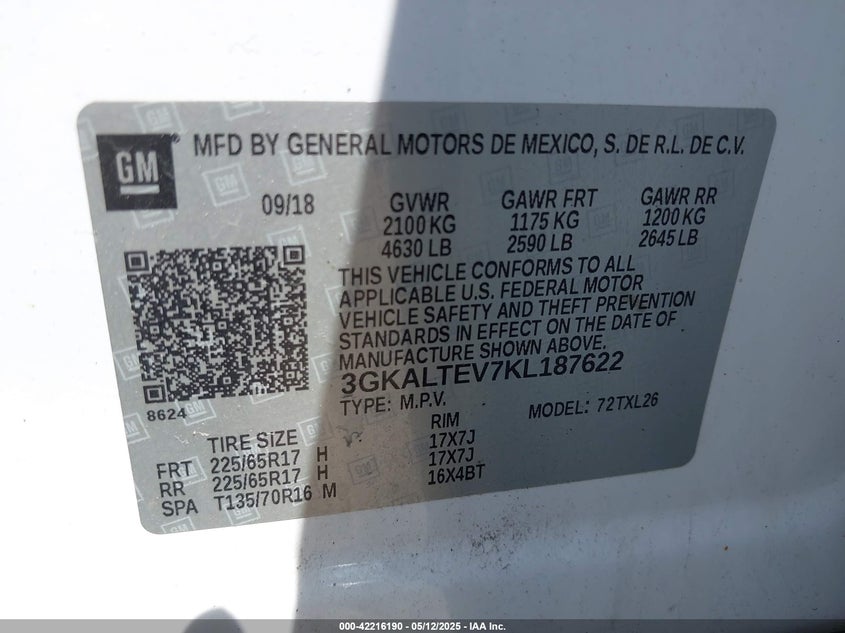 GM MFD BY GENERAL MOTORS DE MEXICO, S. DE R.L. DE C.V.
09/18 GVWR GAWR FRT GAWR RR
2100 KG 1175 KG 1200 KG
4630 LB 2590 LB 2645 LB
THIS VEHICLE CONFORMS TO ALL
APPLICABLE U.S. FEDERAL MOTOR
VEHICLE SAFETY AND THEFT PREVENTION
STANDARDS IN EFFECT ON THE DATE OF
MANUFACTURE SHOWN ABOVE.
3GKALTEV7KL187622
8624 TYPE: M.P.V. MODEL: 72TXL26
TIRE SIZE RIM
FRT 225/65R17 H 17X7J
RR 225/65R17 H 17X7J
SPA T135/70R16 M 16X4BT
000-42216190 - 05/12/2025 - IAA Inc.